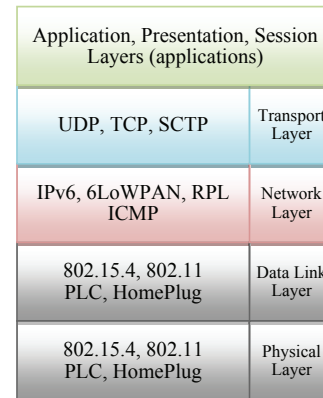 Application, Presentation, Session
Layers (applications)
UDP, TCP, SCTP
Transport
Layer
IPv6, 6LoWPAN, RPL
ICMP
Network
Layer
802.15.4, 802.11
PLC, HomePlug
Data Link
Layer
802.15.4, 802.11
PLC, HomePlug
Physical
Layer